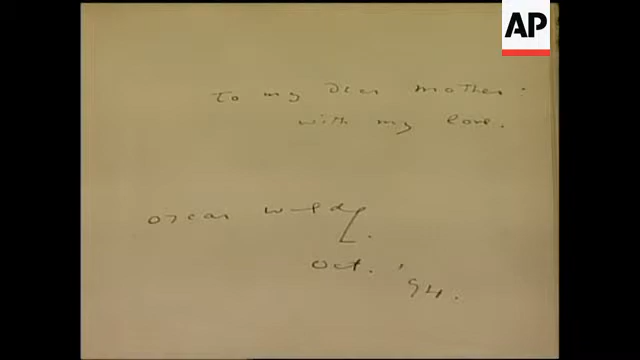 AP
To my Dear Mother.
with my love.
Oscar Wilde.
Oct. '94.